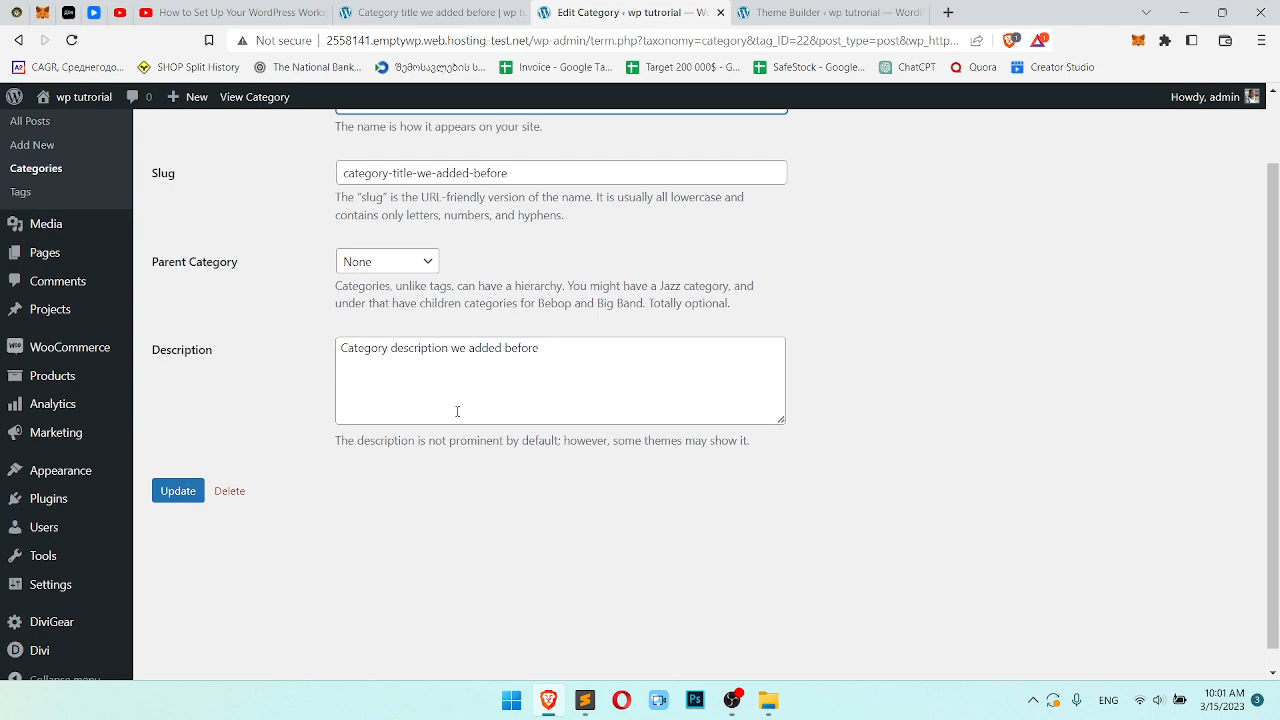 How to Set Up Your WordPress Works
Category title we added before | wp t
Edit Category ‹ wp tutorial — Wo
Theme Builder ‹ wp tutorial — WordP
Not secure
2558141.emptywp.web.hosting-test.net/wp-admin/term.php?taxonomy=category&tag_ID=22&post_type=post&wp_http...
1
1
CAGR, Среднегодо...
SHOP Split History
The National Bank...
Invoice - Google Ta...
Target 200 000$ - G...
SafeStock - Google...
ChatCPT
Quora
Creator Studio
wp tutorial
0
New
View Category
Howdy, admin
All Posts
Add New
Categories
Tags
Media
Pages
Comments
Projects
WooCommerce
Products
Analytics
Marketing
Appearance
Plugins
Users
Tools
Settings
DiviGear
Divi
Collapse menu
The name is how it appears on your site.
Slug
category-title-we-added-before
The “slug” is the URL-friendly version of the name. It is usually all lowercase and
contains only letters, numbers, and hyphens.
Parent Category
None
Categories, unlike tags, can have a hierarchy. You might have a Jazz category, and
under that have children categories for Bebop and Big Band. Totally optional.
Description
Category description we added before
The description is not prominent by default; however, some themes may show it.
Update
Delete
Ps
ENG
10:01 AM
3/15/2023
3